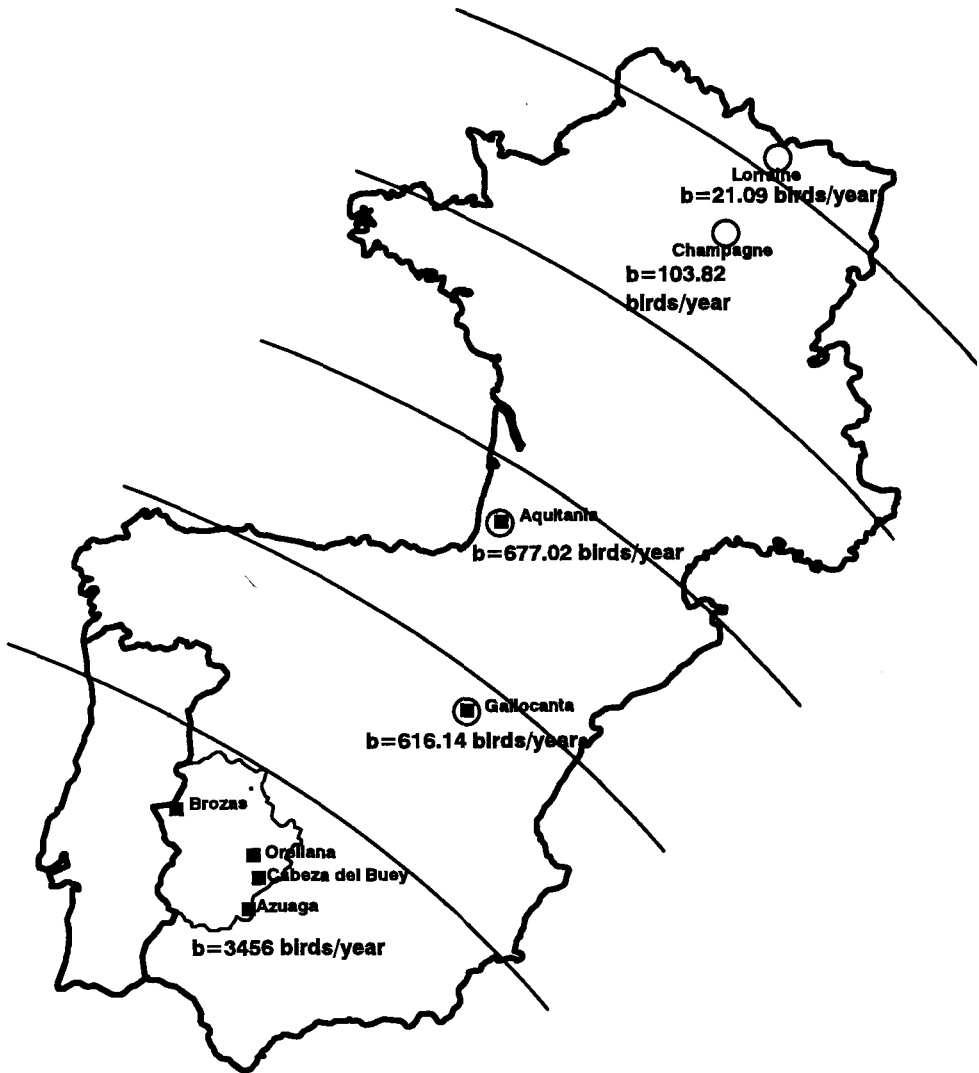 Lorraine
b=21.09 birds/year
Champagne
b=103.82
birds/year
Aquitania
b=677.02 birds/year
Gallocanta
b=616.14 birds/year
Brozas
Orellana
Cabeza del Buey
Azuaga
b=3456 birds/year